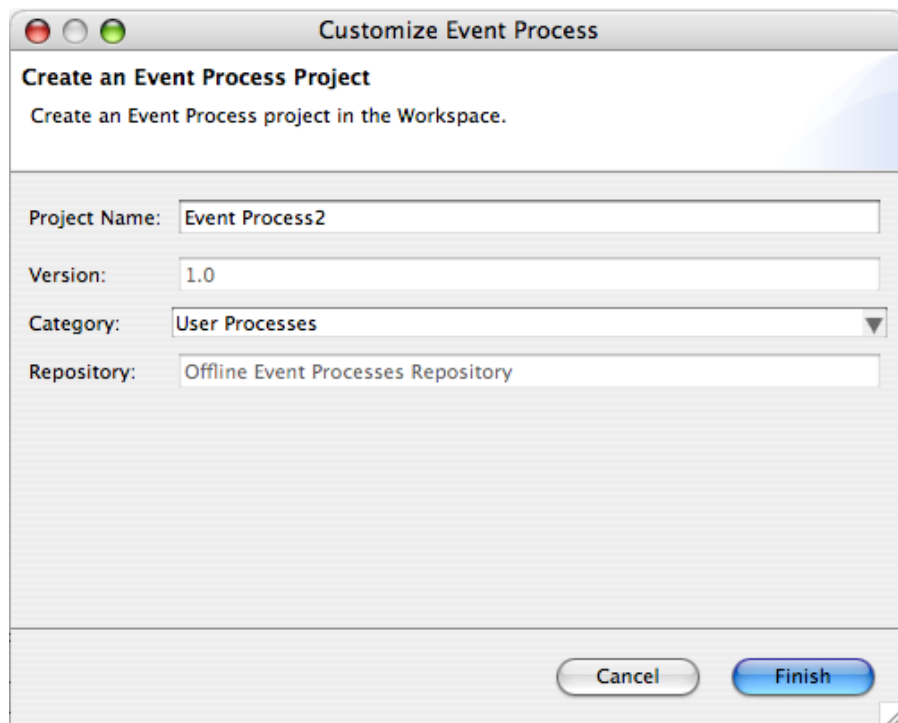 Customize Event Process
Create an Event Process Project
Create an Event Process project in the Workspace.
Project Name: Event Process2
Version: 1.0
Category: User Processes
Repository: Offline Event Processes Repository
Cancel Finish